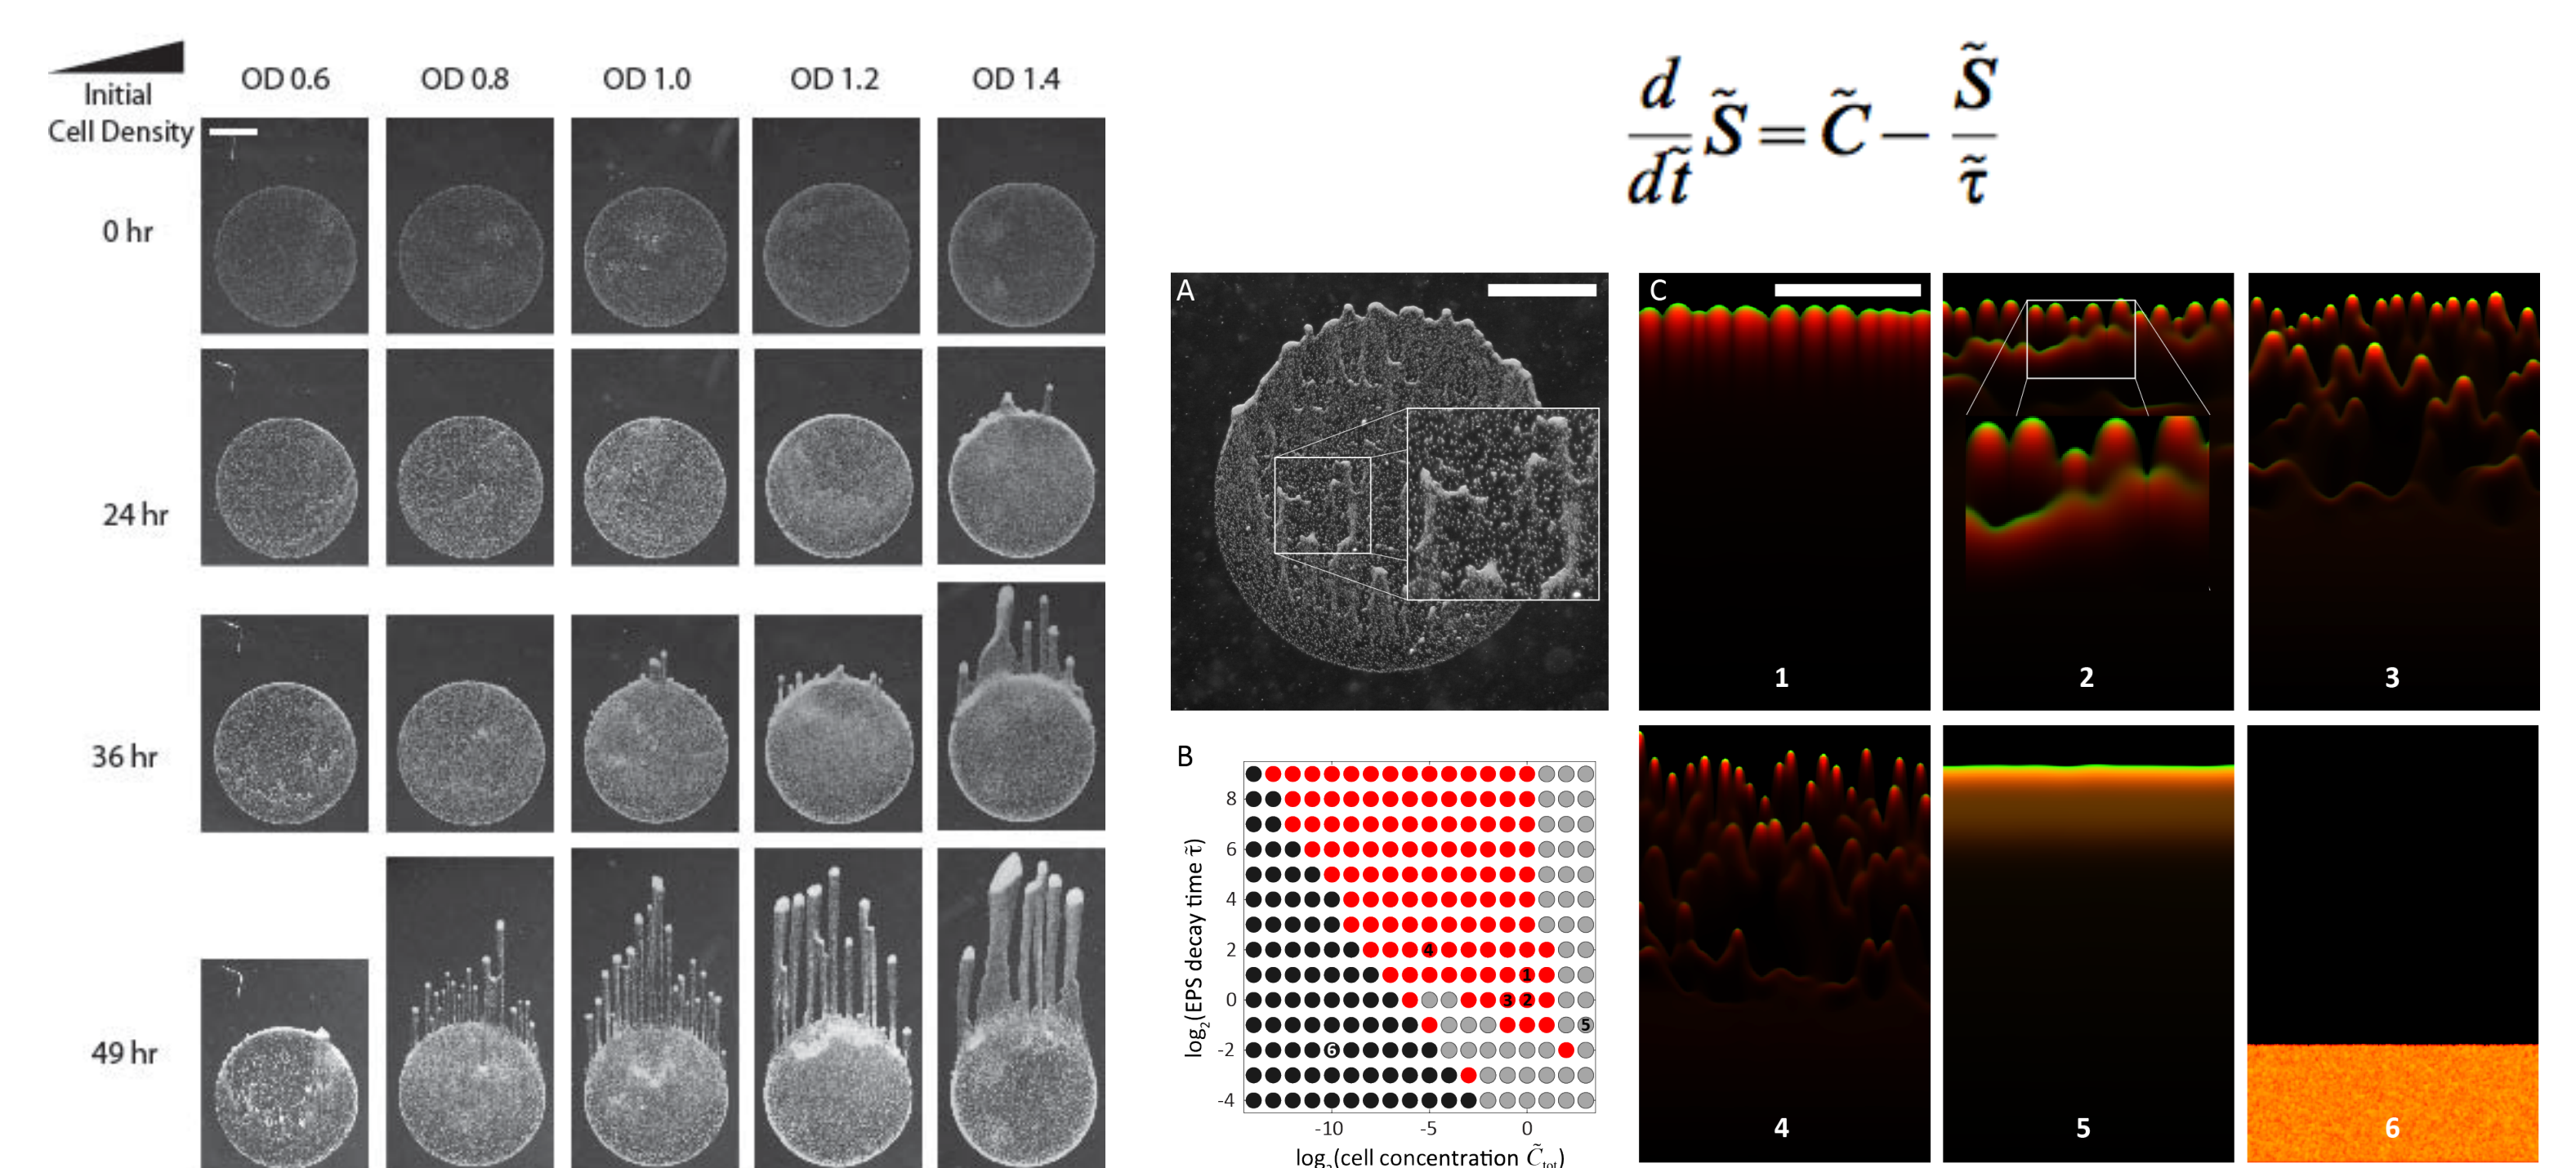 Initial
Cell Density
OD 0.6
OD 0.8
OD 1.0
OD 1.2
OD 1.4
0 hr
24 hr
36 hr
49 hr
d/dt̃ S̃ = C̃ − S̃/τ̃
A
C
1
2
3
B
log₂(EPS decay time τ̃)
8
6
4
2
0
-2
-4
4
1
3 2
5
6
-10
-5
0
log₂(cell concentration C̃tot)
4
5
6